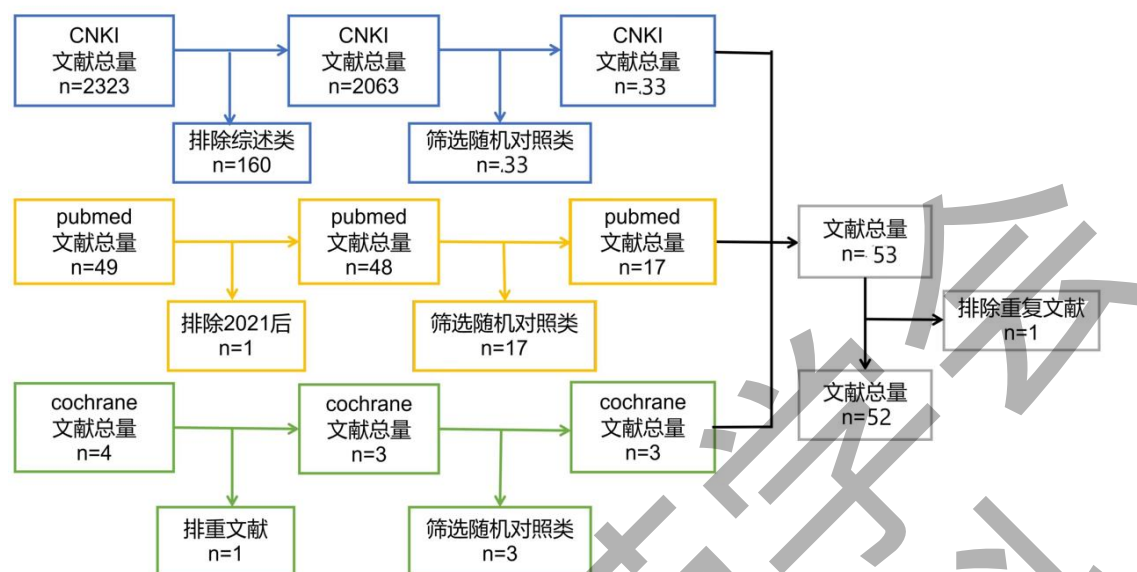 CNKI
文献总量
n=2323
CNKI
文献总量
n=2063
CNKI
文献总量
n=.33
排除综述类
n=160
筛选随机对照类
n=.33
pubmed
文献总量
n=49
pubmed
文献总量
n=48
pubmed
文献总量
n=17
文献总量
n=53
排除2021后
n=1
筛选随机对照类
n=17
排除重复文献
n=1
cochrane
文献总量
n=4
cochrane
文献总量
n=3
cochrane
文献总量
n=3
文献总量
n=52
排重文献
n=1
筛选随机对照类
n=3
学会